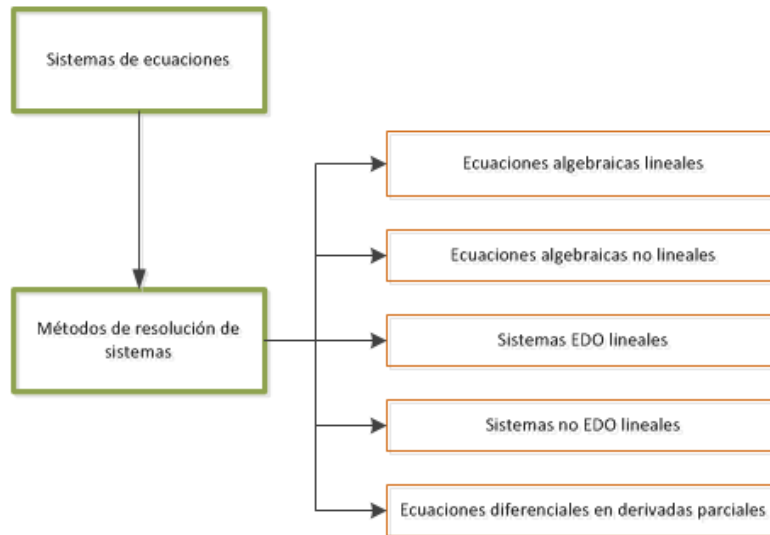 Sistemas de ecuaciones
Ecuaciones algebraicas lineales
Ecuaciones algebraicas no lineales
Métodos de resolución de
sistemas
Sistemas EDO lineales
Sistemas no EDO lineales
Ecuaciones diferenciales en derivadas parciales